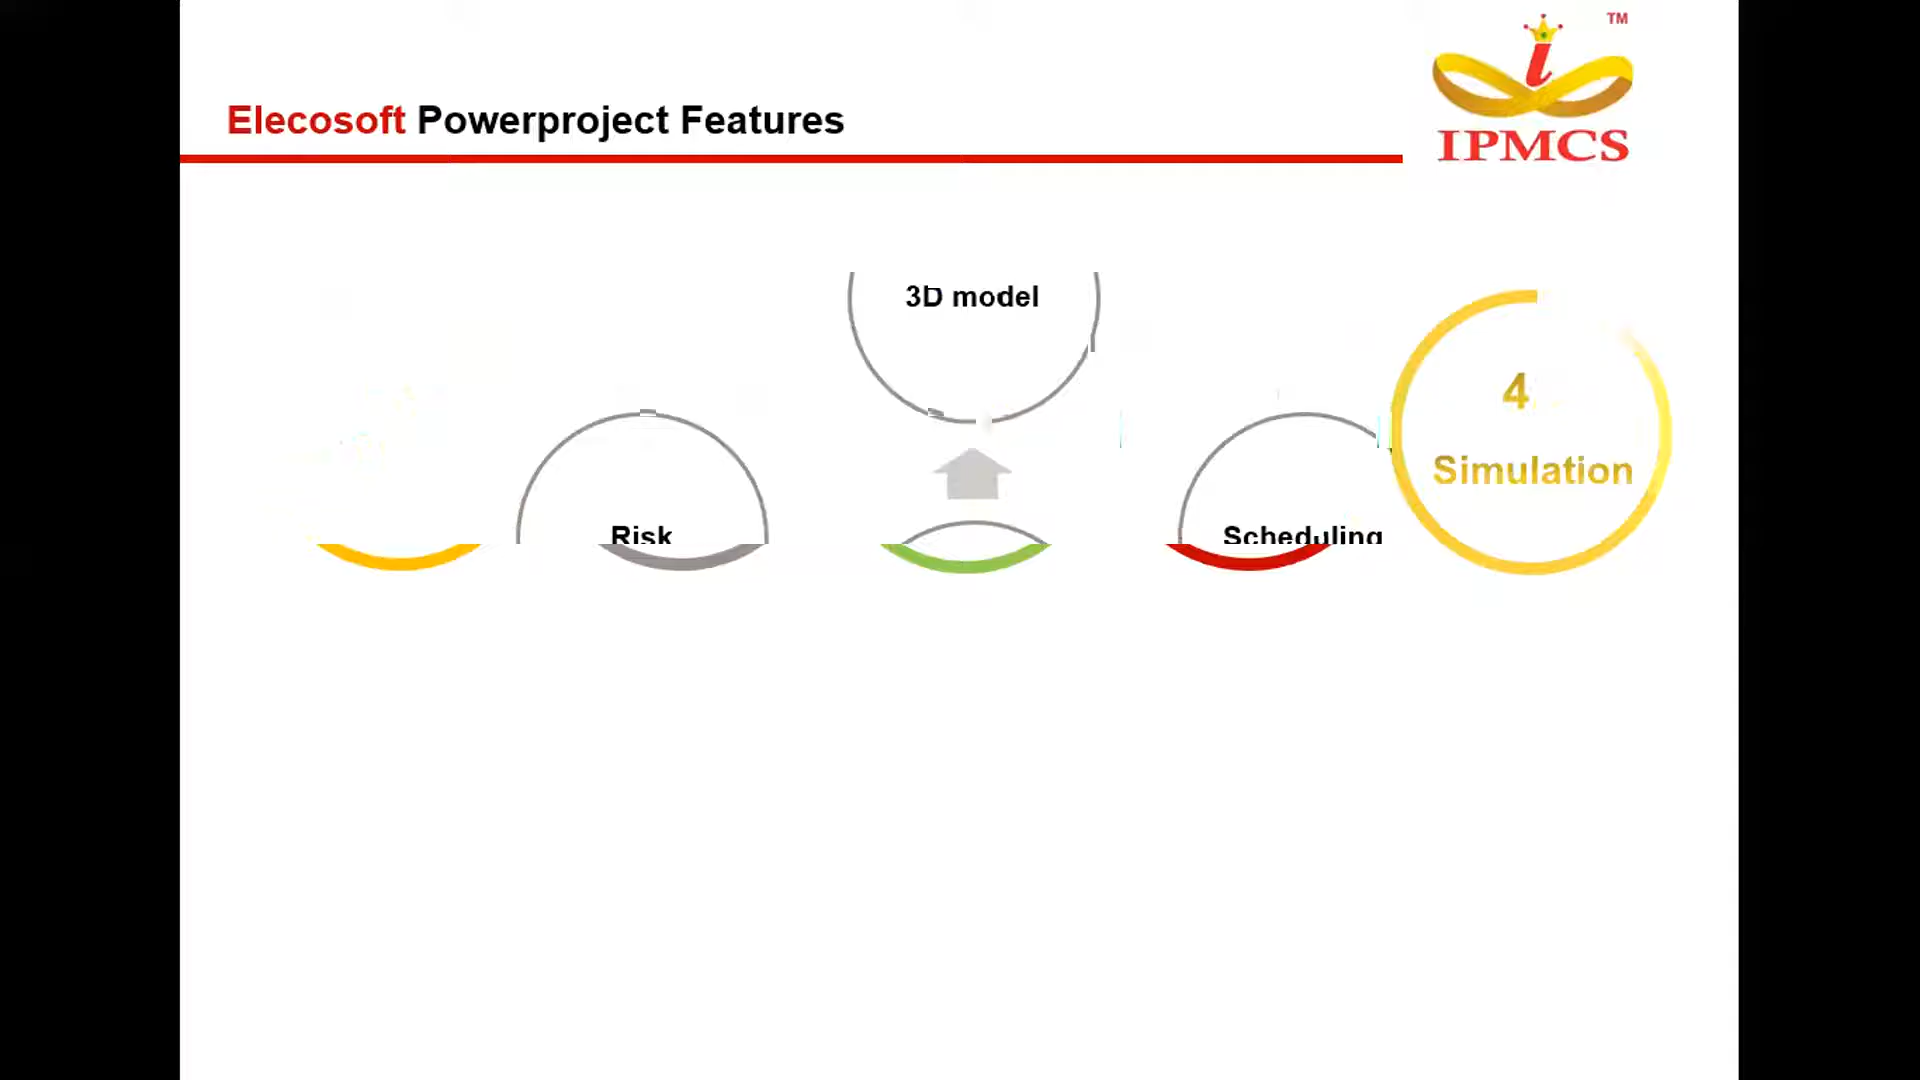 TM
IPMCS
Elecosoft Powerproject Features
3D model
4
Simulation
Risk
Scheduling